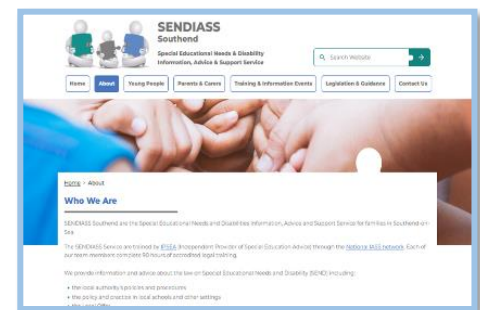 SENDIASS
Southend
Special Educational Needs & Disability
Information, Advice & Support Service
Search Website
Home
About
Young People
Parents & Carers
Training & Information Events
Legislation & Guidance
Contact Us
Home > About
Who We Are
SENDIASS Southend are the Special Educational Needs and Disabilities Information, Advice and Support Service for families in Southend-on-
Sea
The SENDIASS Service are trained by IPSEA (Independent Provider of Special Education Advice) through the National IASS network. Each of
our team members complete 90 hours of accredited legal training.
We provide information and advice about the law on Special Educational Needs and Disability (SEND) including:
• the local authority's policies and procedures
• the policy and practice in local schools and other settings
• the Local Offer